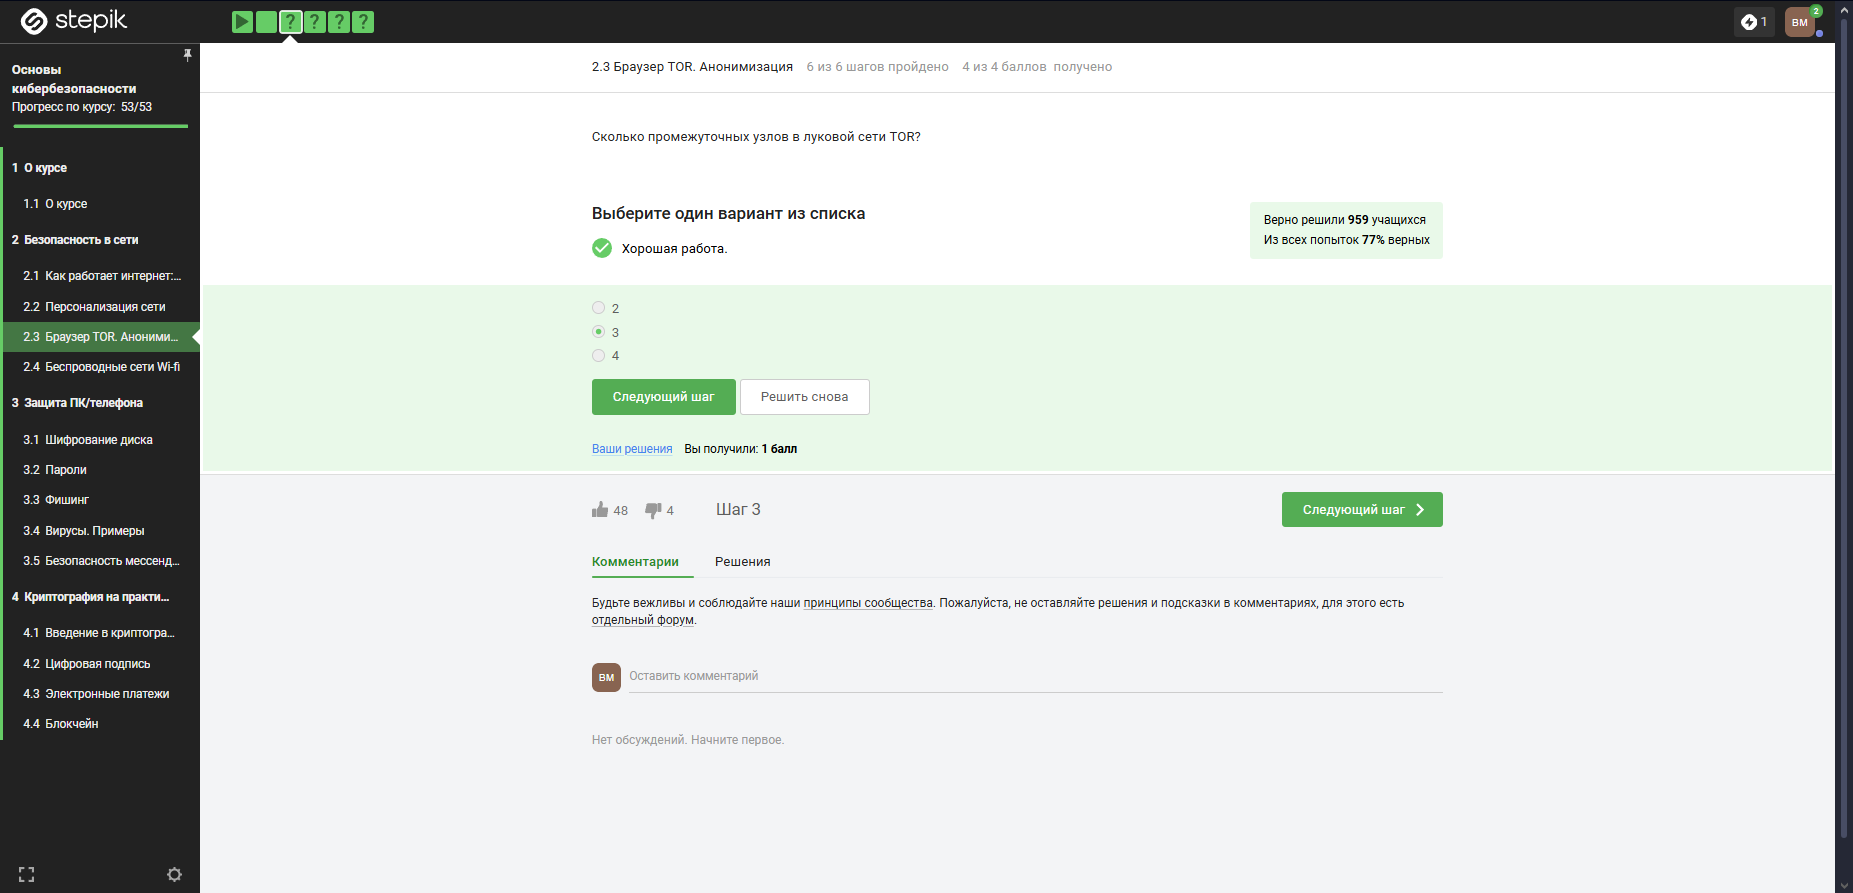 stepik
1
ВМ
2
Основы
кибербезопасности
Прогресс по курсу: 53/53
1 О курсе
1.1 О курсе
2 Безопасность в сети
2.1 Как работает интернет:...
2.2 Персонализация сети
2.3 Браузер TOR. Аноними...
2.4 Беспроводные сети Wi-fi
3 Защита ПК/телефона
3.1 Шифрование диска
3.2 Пароли
3.3 Фишинг
3.4 Вирусы. Примеры
3.5 Безопасность мессенд...
4 Криптография на практи...
4.1 Введение в криптогра...
4.2 Цифровая подпись
4.3 Электронные платежи
4.4 Блокчейн
2.3 Браузер TOR. Анонимизация 6 из 6 шагов пройдено 4 из 4 баллов получено
Сколько промежуточных узлов в луковой сети TOR?
Выберите один вариант из списка
Хорошая работа.
Верно решили 959 учащихся
Из всех попыток 77% верных
2
3
4
Следующий шаг Решить снова
Ваши решения Вы получили: 1 балл
48 4 Шаг 3 Следующий шаг
Комментарии Решения
Будьте вежливы и соблюдайте наши принципы сообщества. Пожалуйста, не оставляйте решения и подсказки в комментариях, для этого есть
отдельный форум.
ВМ Оставить комментарий
Нет обсуждений. Начните первое.